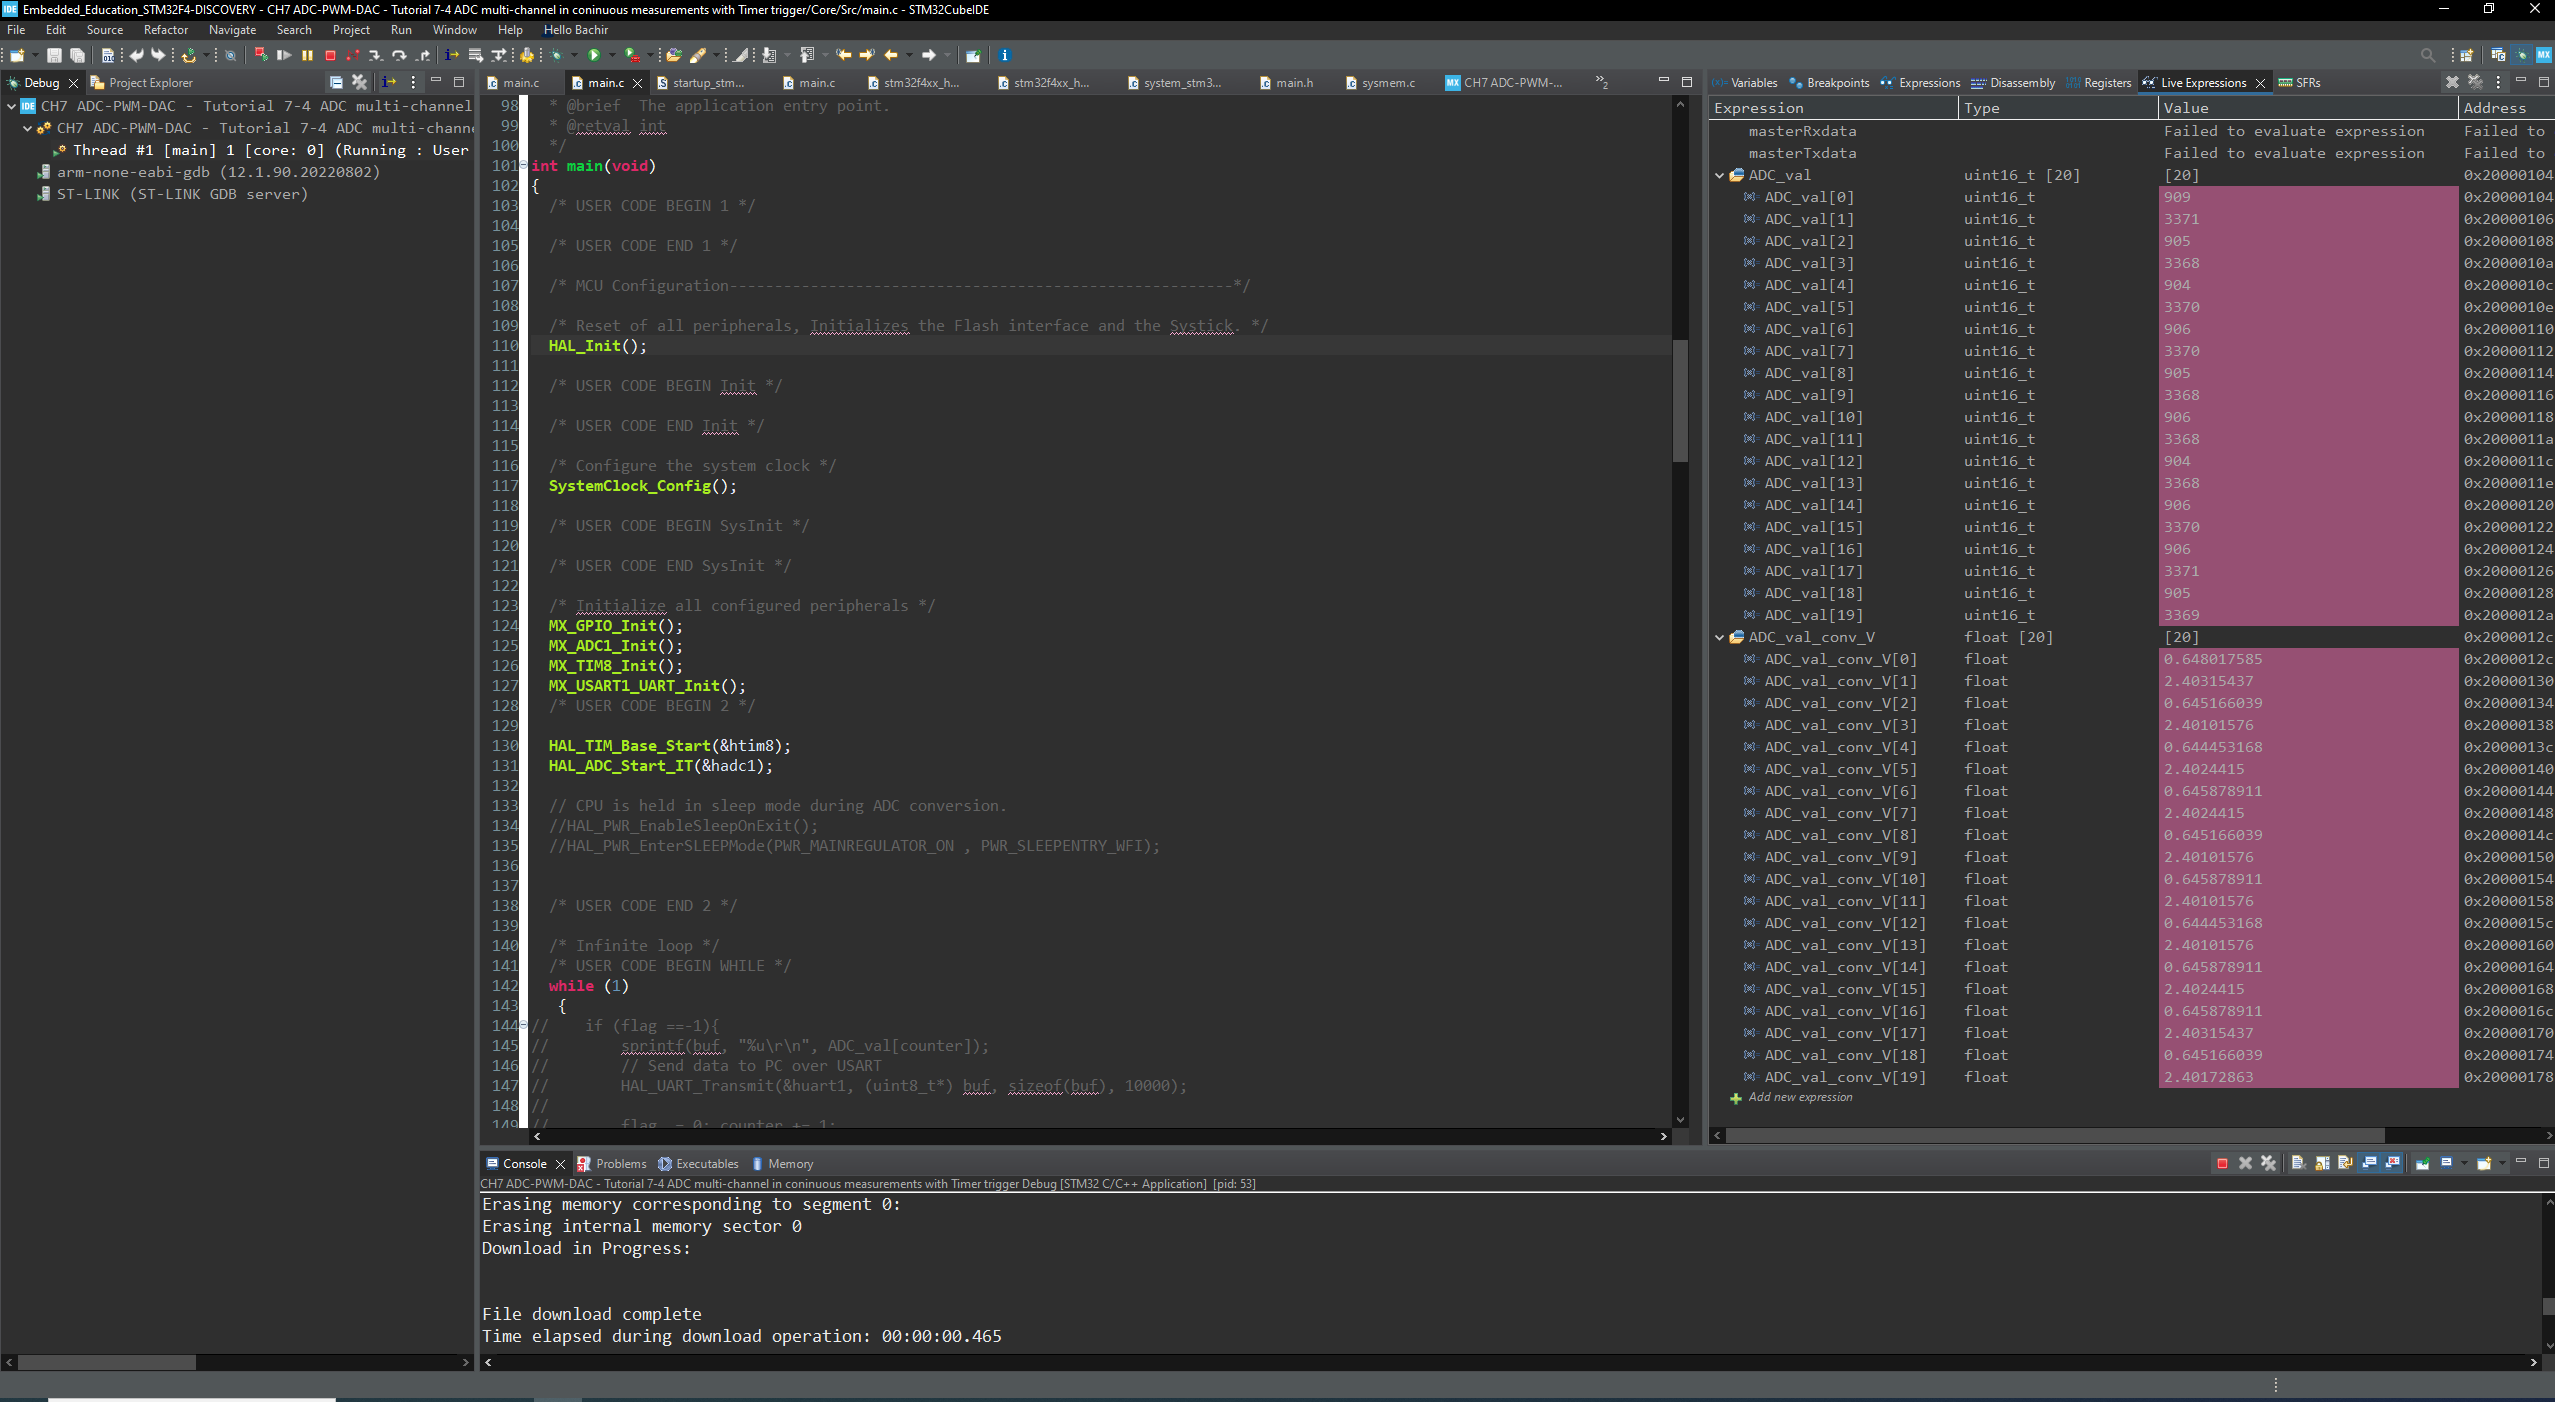 IDE Embedded_Education_STM32F4-DISCOVERY - CH7 ADC-PWM-DAC - Tutorial 7-4 ADC multi-channel in coninuous measurements with Timer trigger/Core/Src/main.c - STM32CubeIDE
File Edit Source Refactor Navigate Search Project Run Window Help Hello Bachir
Debug Project Explorer
IDE CH7 ADC-PWM-DAC - Tutorial 7-4 ADC multi-channel
CH7 ADC-PWM-DAC - Tutorial 7-4 ADC multi-channe
Thread #1 [main] 1 [core: 0] (Running : User
arm-none-eabi-gdb (12.1.90.20220802)
ST-LINK (ST-LINK GDB server)
main.c main.c startup_stm... main.c stm32f4xx_h... stm32f4xx_h... system_stm3... main.h sysmem.c MX CH7 ADC-PWM-... »2
98 * @brief  The application entry point.
99 * @retval int
100 */
101 int main(void)
102 {
103 /* USER CODE BEGIN 1 */
104
105 /* USER CODE END 1 */
106
107 /* MCU Configuration--------------------------------------------------------*/
108
109 /* Reset of all peripherals, Initializes the Flash interface and the Systick. */
110 HAL_Init();
111
112 /* USER CODE BEGIN Init */
113
114 /* USER CODE END Init */
115
116 /* Configure the system clock */
117 SystemClock_Config();
118
119 /* USER CODE BEGIN SysInit */
120
121 /* USER CODE END SysInit */
122
123 /* Initialize all configured peripherals */
124 MX_GPIO_Init();
125 MX_ADC1_Init();
126 MX_TIM8_Init();
127 MX_USART1_UART_Init();
128 /* USER CODE BEGIN 2 */
129
130 HAL_TIM_Base_Start(&htim8);
131 HAL_ADC_Start_IT(&hadc1);
132
133 // CPU is held in sleep mode during ADC conversion.
134 //HAL_PWR_EnableSleepOnExit();
135 //HAL_PWR_EnterSLEEPMode(PWR_MAINREGULATOR_ON , PWR_SLEEPENTRY_WFI);
136
137
138 /* USER CODE END 2 */
139
140 /* Infinite loop */
141 /* USER CODE BEGIN WHILE */
142 while (1)
143 {
144 //    if (flag ==-1){
145 //        sprintf(buf, "%u\r\n", ADC_val[counter]);
146 //        // Send data to PC over USART
147 //        HAL_UART_Transmit(&huart1, (uint8_t*) buf, sizeof(buf), 10000);
148 //
149 //        flag  = 0; counter += 1;
Variables Breakpoints Expressions Disassembly Registers Live Expressions SFRs
Expression Type Value Address
masterRxdata Failed to evaluate expression Failed to
masterTxdata Failed to evaluate expression Failed to
ADC_val uint16_t [20] [20] 0x20000104
ADC_val[0] uint16_t 909 0x20000104
ADC_val[1] uint16_t 3371 0x20000106
ADC_val[2] uint16_t 905 0x20000108
ADC_val[3] uint16_t 3368 0x2000010a
ADC_val[4] uint16_t 904 0x2000010c
ADC_val[5] uint16_t 3370 0x2000010e
ADC_val[6] uint16_t 906 0x20000110
ADC_val[7] uint16_t 3370 0x20000112
ADC_val[8] uint16_t 905 0x20000114
ADC_val[9] uint16_t 3368 0x20000116
ADC_val[10] uint16_t 906 0x20000118
ADC_val[11] uint16_t 3368 0x2000011a
ADC_val[12] uint16_t 904 0x2000011c
ADC_val[13] uint16_t 3368 0x2000011e
ADC_val[14] uint16_t 906 0x20000120
ADC_val[15] uint16_t 3370 0x20000122
ADC_val[16] uint16_t 906 0x20000124
ADC_val[17] uint16_t 3371 0x20000126
ADC_val[18] uint16_t 905 0x20000128
ADC_val[19] uint16_t 3369 0x2000012a
ADC_val_conv_V float [20] [20] 0x2000012c
ADC_val_conv_V[0] float 0.648017585 0x2000012c
ADC_val_conv_V[1] float 2.40315437 0x20000130
ADC_val_conv_V[2] float 0.645166039 0x20000134
ADC_val_conv_V[3] float 2.40101576 0x20000138
ADC_val_conv_V[4] float 0.644453168 0x2000013c
ADC_val_conv_V[5] float 2.4024415 0x20000140
ADC_val_conv_V[6] float 0.645878911 0x20000144
ADC_val_conv_V[7] float 2.4024415 0x20000148
ADC_val_conv_V[8] float 0.645166039 0x2000014c
ADC_val_conv_V[9] float 2.40101576 0x20000150
ADC_val_conv_V[10] float 0.645878911 0x20000154
ADC_val_conv_V[11] float 2.40101576 0x20000158
ADC_val_conv_V[12] float 0.644453168 0x2000015c
ADC_val_conv_V[13] float 2.40101576 0x20000160
ADC_val_conv_V[14] float 0.645878911 0x20000164
ADC_val_conv_V[15] float 2.4024415 0x20000168
ADC_val_conv_V[16] float 0.645878911 0x2000016c
ADC_val_conv_V[17] float 2.40315437 0x20000170
ADC_val_conv_V[18] float 0.645166039 0x20000174
ADC_val_conv_V[19] float 2.40172863 0x20000178
Add new expression
Console Problems Executables Memory
CH7 ADC-PWM-DAC - Tutorial 7-4 ADC multi-channel in coninuous measurements with Timer trigger Debug [STM32 C/C++ Application] [pid: 53]
Erasing memory corresponding to segment 0:
Erasing internal memory sector 0
Download in Progress:
File download complete
Time elapsed during download operation: 00:00:00.465